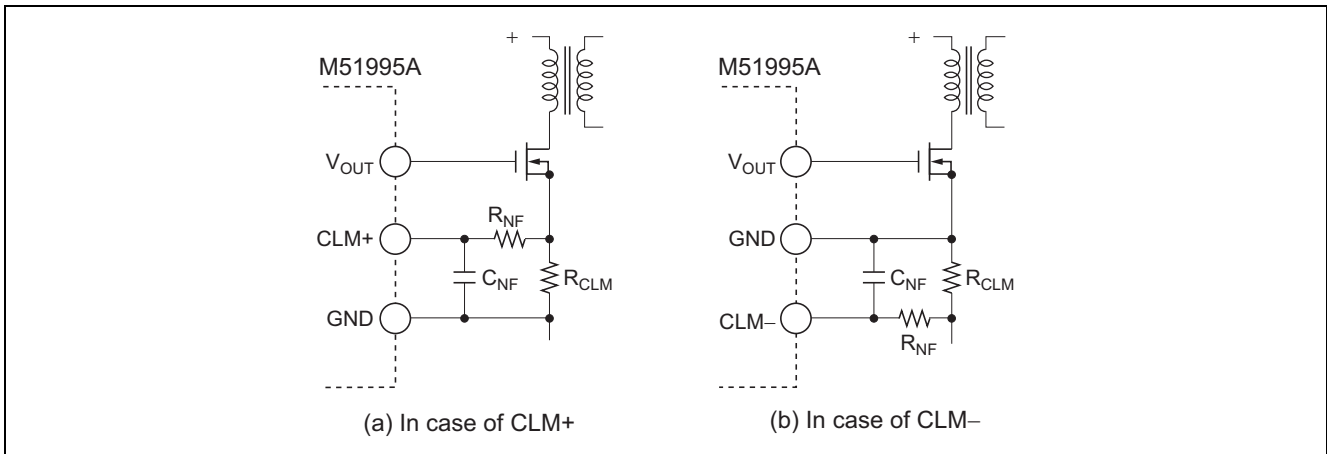 +
M51995A
VOUT
CLM+
RNF
CNF
RCLM
GND
(a) In case of CLM+
+
M51995A
VOUT
GND
CNF
RCLM
CLM−
RNF
(b) In case of CLM−